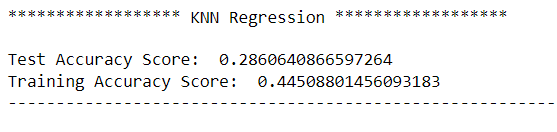 ****************** KNN Regression ******************
Test Accuracy Score:  0.2860640866597264
Training Accuracy Score:  0.44508801456093183
---------------------------------------------------------